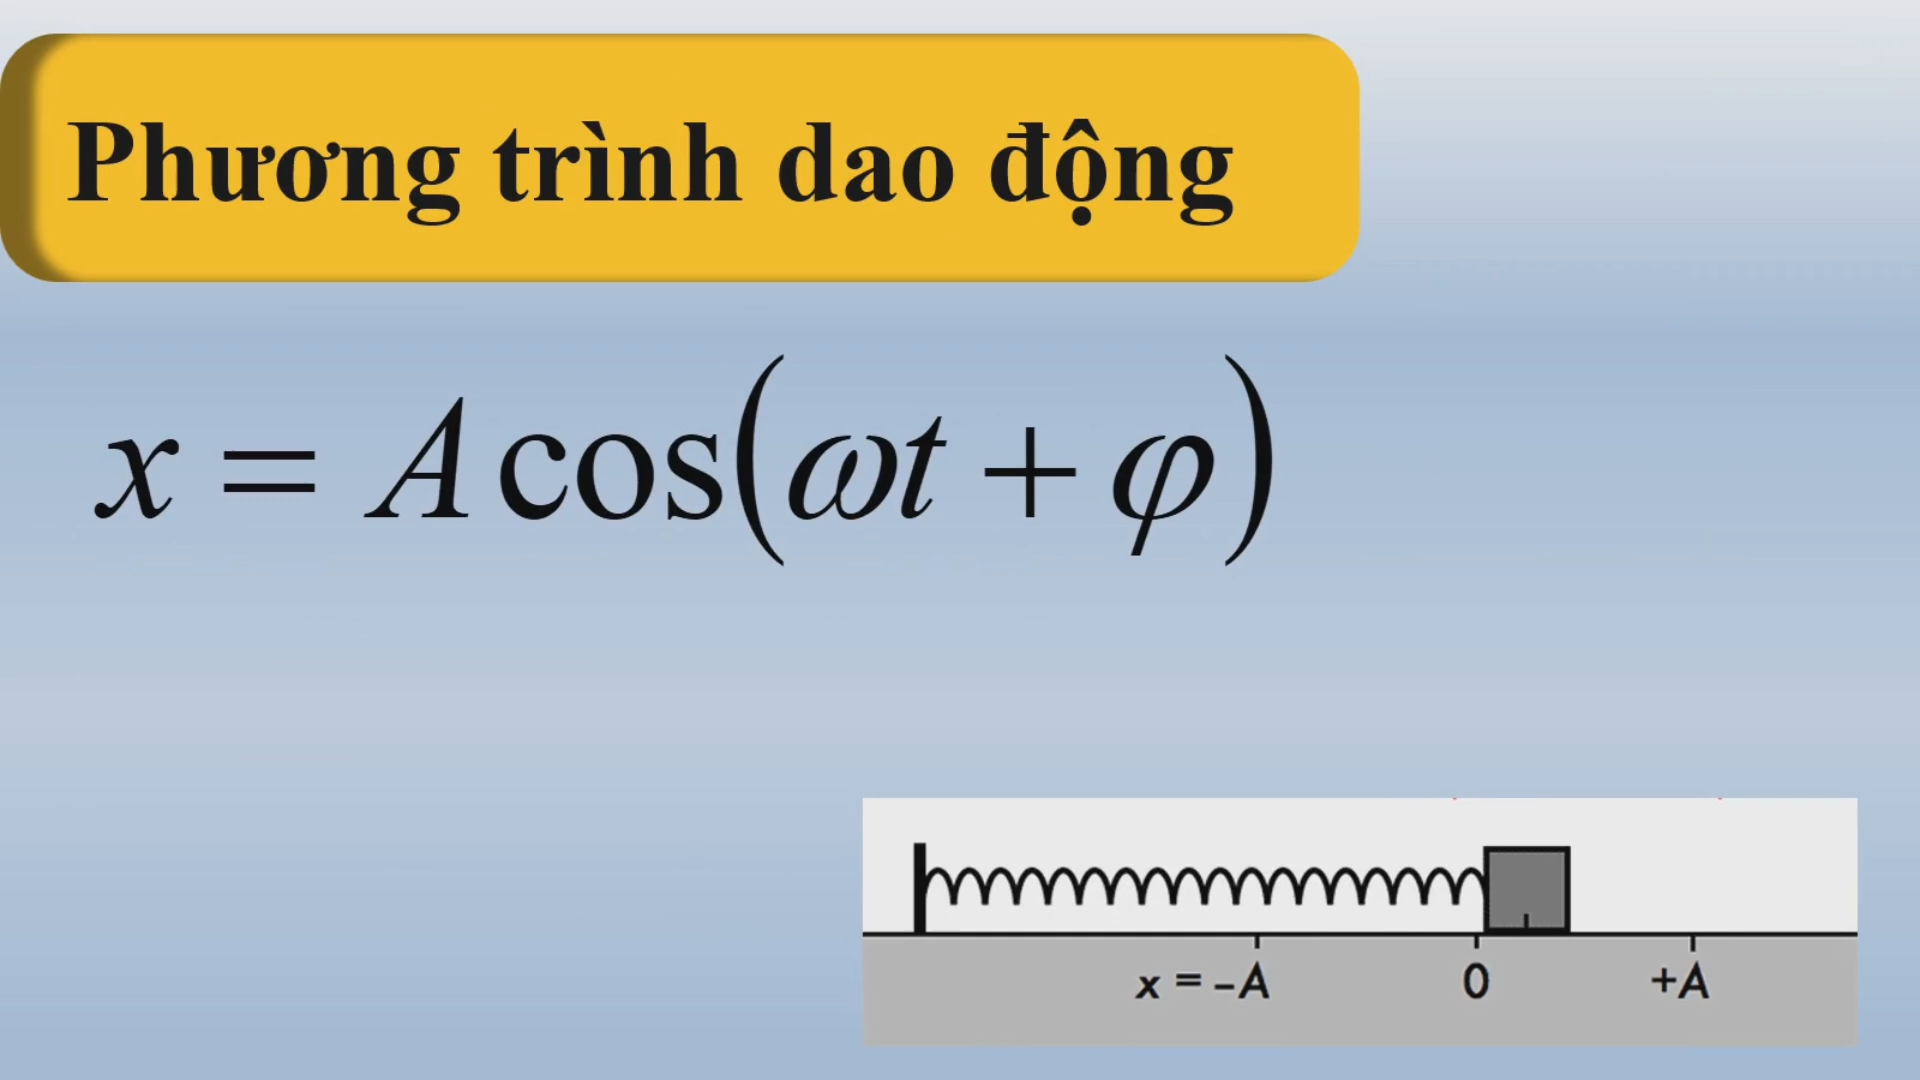 Phương trình dao động
x = A cos(ωt + φ)
x = –A 0 +A